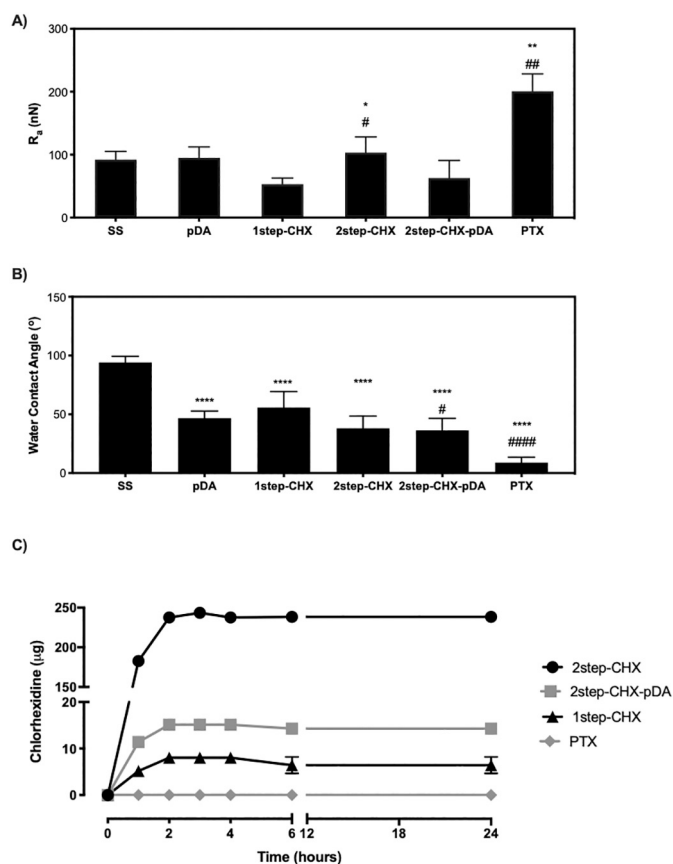 A)
300
200
100
0
Ra (nN)
*
#
**
##
SS pDA 1step-CHX 2step-CHX 2step-CHX-pDA PTX
B)
150
100
50
0
Water Contact Angle (º)
**** **** **** ****
#
****
####
SS pDA 1step-CHX 2step-CHX 2step-CHX-pDA PTX
C)
250
200
150
20
10
0
Chlorhexidine (µg)
0 2 4 6 12 18 24
Time (hours)
2step-CHX
2step-CHX-pDA
1step-CHX
PTX